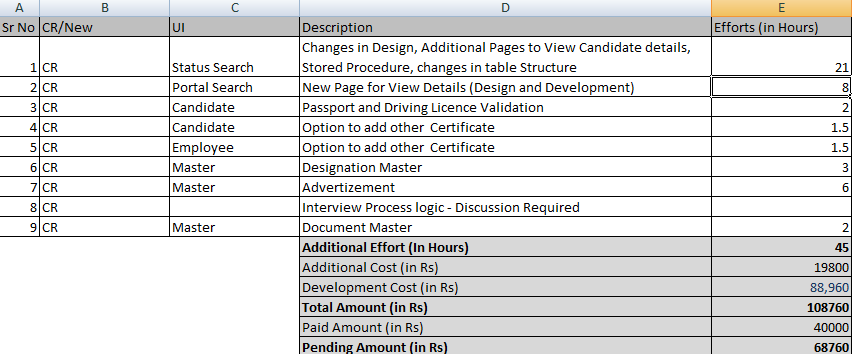 A B C D E
Sr No CR/New UI Description Efforts (in Hours)
Changes in Design, Additional Pages to View Candidate details,
1 CR Status Search Stored Procedure, changes in table Structure 21
2 CR Portal Search New Page for View Details (Design and Development) 8
3 CR Candidate Passport and Driving Licence Validation 2
4 CR Candidate Option to add other Certificate 1.5
5 CR Employee Option to add other Certificate 1.5
6 CR Master Designation Master 3
7 CR Master Advertizement 6
8 CR Interview Process logic - Discussion Required
9 CR Master Document Master 2
Additional Effort (In Hours) 45
Additional Cost (in Rs) 19800
Development Cost (in Rs) 88,960
Total Amount (in Rs) 108760
Paid Amount (in Rs) 40000
Pending Amount (in Rs) 68760